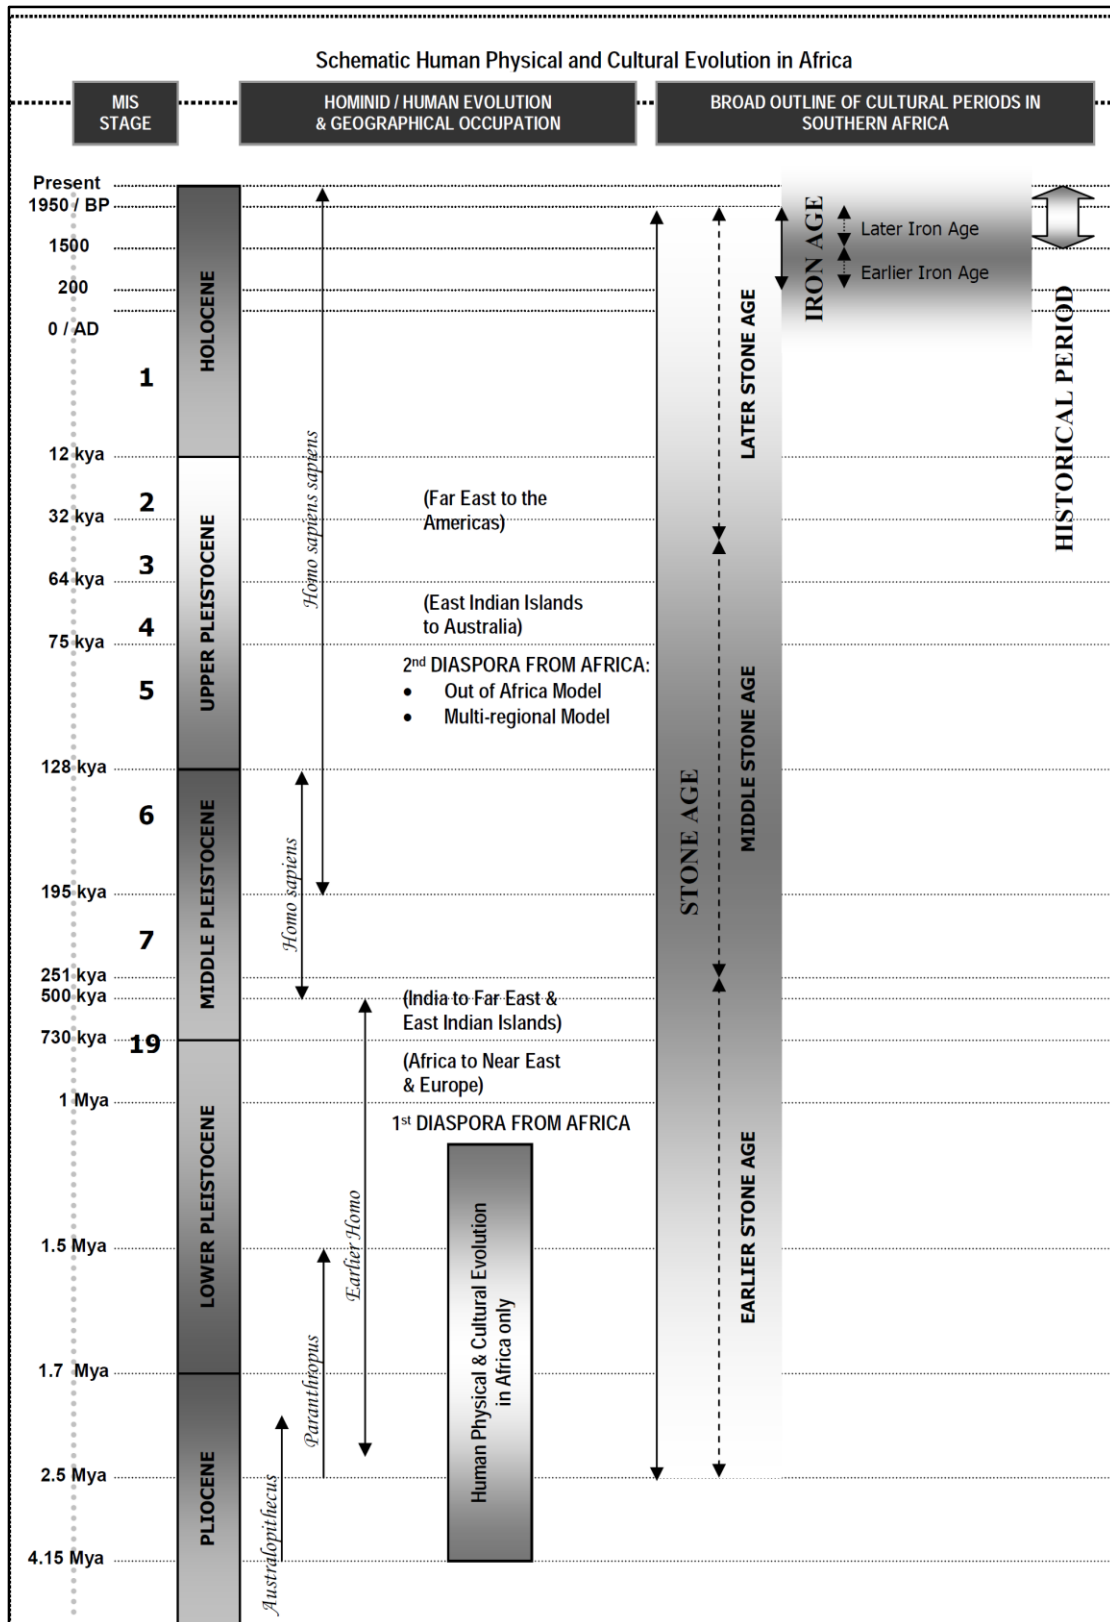 Schematic Human Physical and Cultural Evolution in Africa
MIS
STAGE
HOMINID / HUMAN EVOLUTION
& GEOGRAPHICAL OCCUPATION
BROAD OUTLINE OF CULTURAL PERIODS IN
SOUTHERN AFRICA
Present
1950 / BP
1500
200
0 / AD
12 kya
32 kya
64 kya
75 kya
128 kya
195 kya
251 kya
500 kya
730 kya
1 Mya
1.5 Mya
1.7 Mya
2.5 Mya
4.15 Mya
1
2
3
4
5
6
7
19
HOLOCENE
UPPER PLEISTOCENE
MIDDLE PLEISTOCENE
LOWER PLEISTOCENE
PLIOCENE
Homo sapiens sapiens
Homo sapiens
Earlier Homo
Paranthropus
Australopithecus
(Far East to the
Americas)
(East Indian Islands
to Australia)
2nd DIASPORA FROM AFRICA:
• Out of Africa Model
• Multi-regional Model
(India to Far East &
East Indian Islands)
(Africa to Near East
& Europe)
1st DIASPORA FROM AFRICA
Human Physical & Cultural Evolution
in Africa only
STONE AGE
LATER STONE AGE
MIDDLE STONE AGE
EARLIER STONE AGE
IRON AGE
Later Iron Age
Earlier Iron Age
HISTORICAL PERIOD